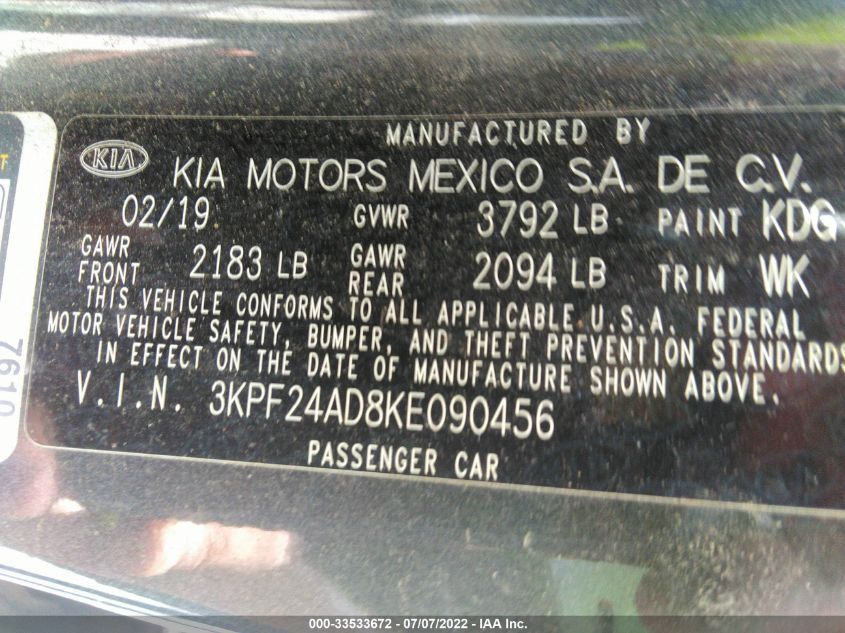 MANUFACTURED BY
KIA KIA MOTORS MEXICO S.A. DE C.V.
02/19 GVWR 3792 LB PAINT KDG
GAWR FRONT 2183 LB GAWR REAR 2094 LB TRIM WK
THIS VEHICLE CONFORMS TO ALL APPLICABLE U.S.A. FEDERAL
MOTOR VEHICLE SAFETY, BUMPER, AND THEFT PREVENTION STANDARDS
IN EFFECT ON THE DATE OF MANUFACTURE SHOWN ABOVE.
V.I.N. 3KPF24AD8KE090456
PASSENGER CAR
000-33533672 / 07/07/2022 - IAA Inc.